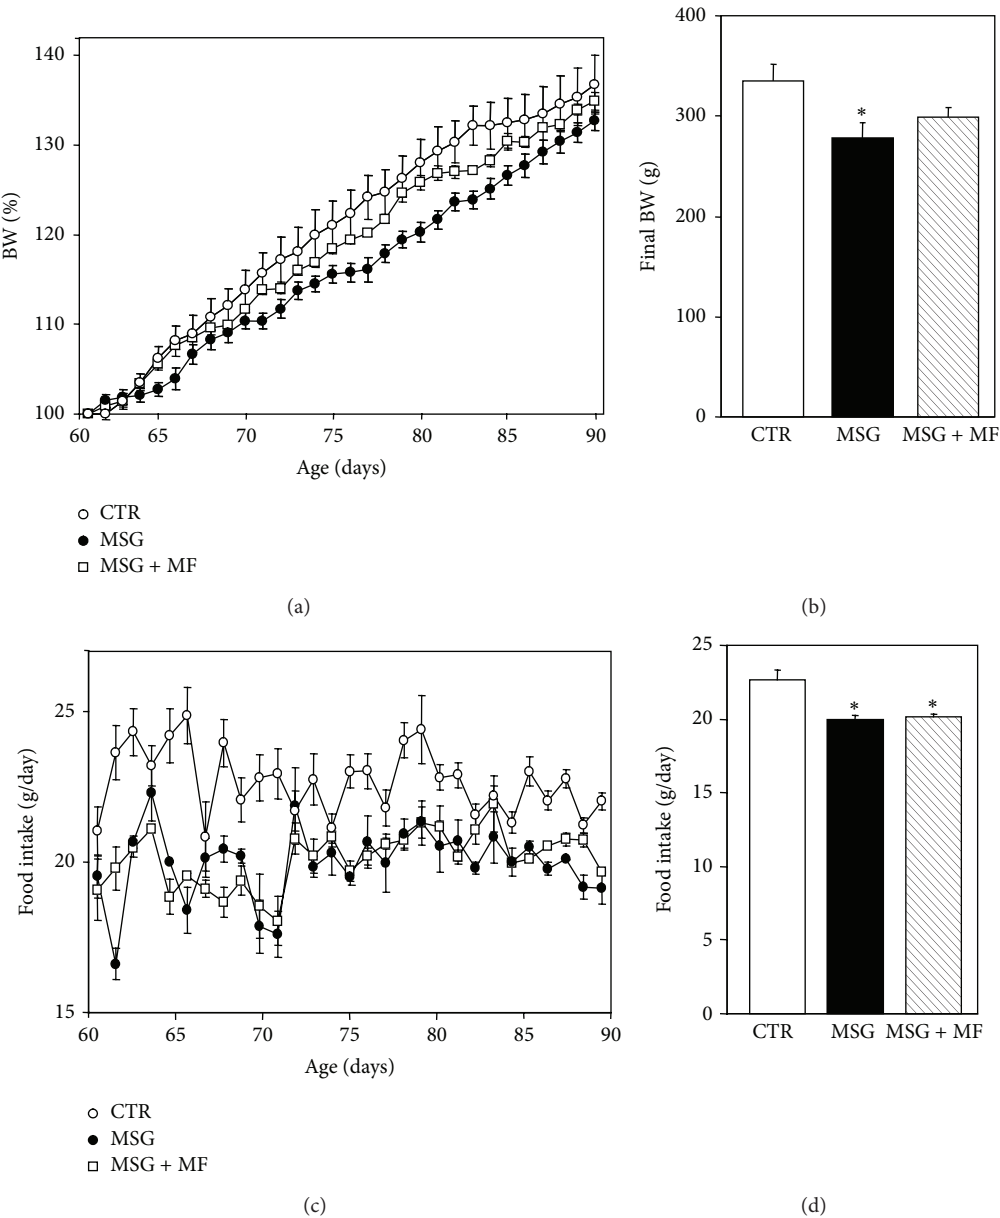 140
130
120
110
100
BW (%)
60 65 70 75 80 85 90
Age (days)
CTR
MSG
MSG + MF
(a)
400
300
200
100
0
Final BW (g)
*
CTR MSG MSG + MF
(b)
25
20
15
Food intake (g/day)
60 65 70 75 80 85 90
Age (days)
CTR
MSG
MSG + MF
(c)
25
20
15
10
5
0
Food intake (g/day)
* *
CTR MSG MSG + MF
(d)